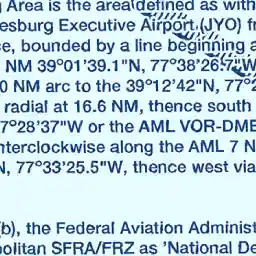 Area is the area defined as with
esburg Executive Airport (JYO) f
e, bounded by a line beginning a
NM 39°01'39.1"N, 77°38'26.7"W
0 NM arc to the 39°12'42"N, 77°2
radial at 16.6 NM, thence south
7°28'37"W or the AML VOR-DME
nterclockwise along the AML 7 N
N, 77°33'25.5"W, thence west via
b), the Federal Aviation Administ
politan SFRA/FRZ as 'National De